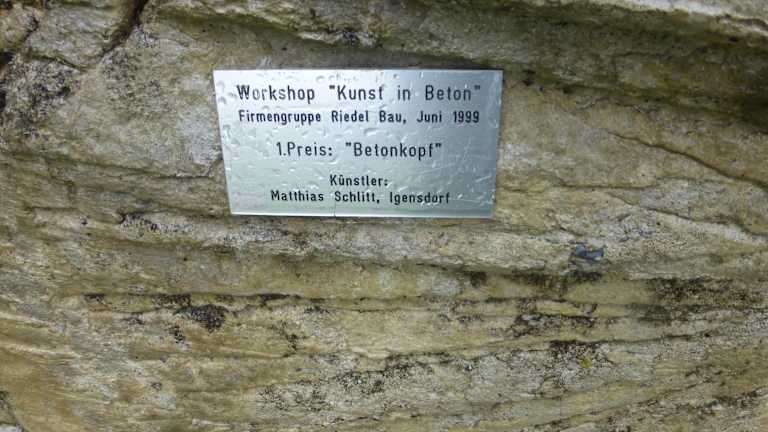 Workshop "Kunst in Beton"
Firmengruppe Riedel Bau, Juni 1999
1.Preis: "Betonkopf"
Künstler:
Matthias Schlitt, Igensdorf